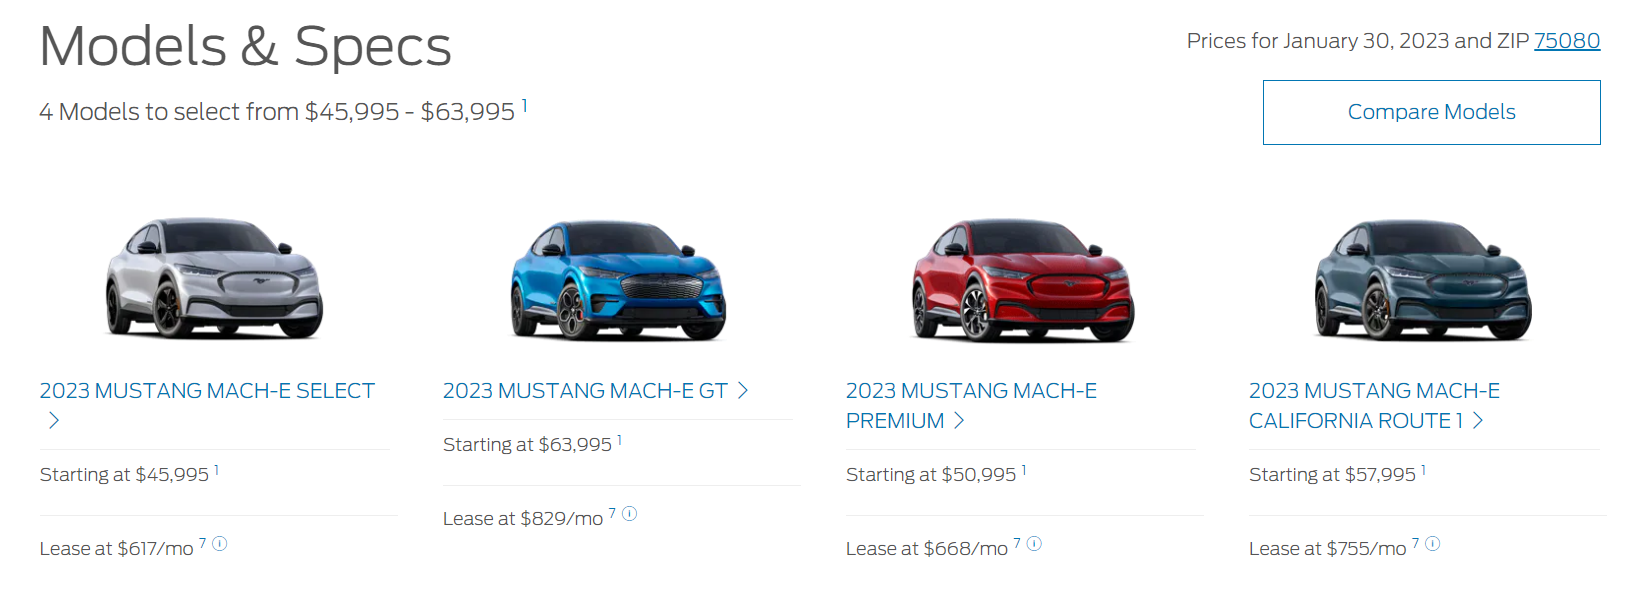 Models & Specs
Prices for January 30, 2023 and ZIP 75080
4 Models to select from $45,995 - $63,995 1
Compare Models
2023 MUSTANG MACH-E SELECT
Starting at $45,995 1
Lease at $617/mo 7
2023 MUSTANG MACH-E GT
Starting at $63,995 1
Lease at $829/mo 7
2023 MUSTANG MACH-E
PREMIUM
Starting at $50,995 1
Lease at $668/mo 7
2023 MUSTANG MACH-E
CALIFORNIA ROUTE 1
Starting at $57,995 1
Lease at $755/mo 7